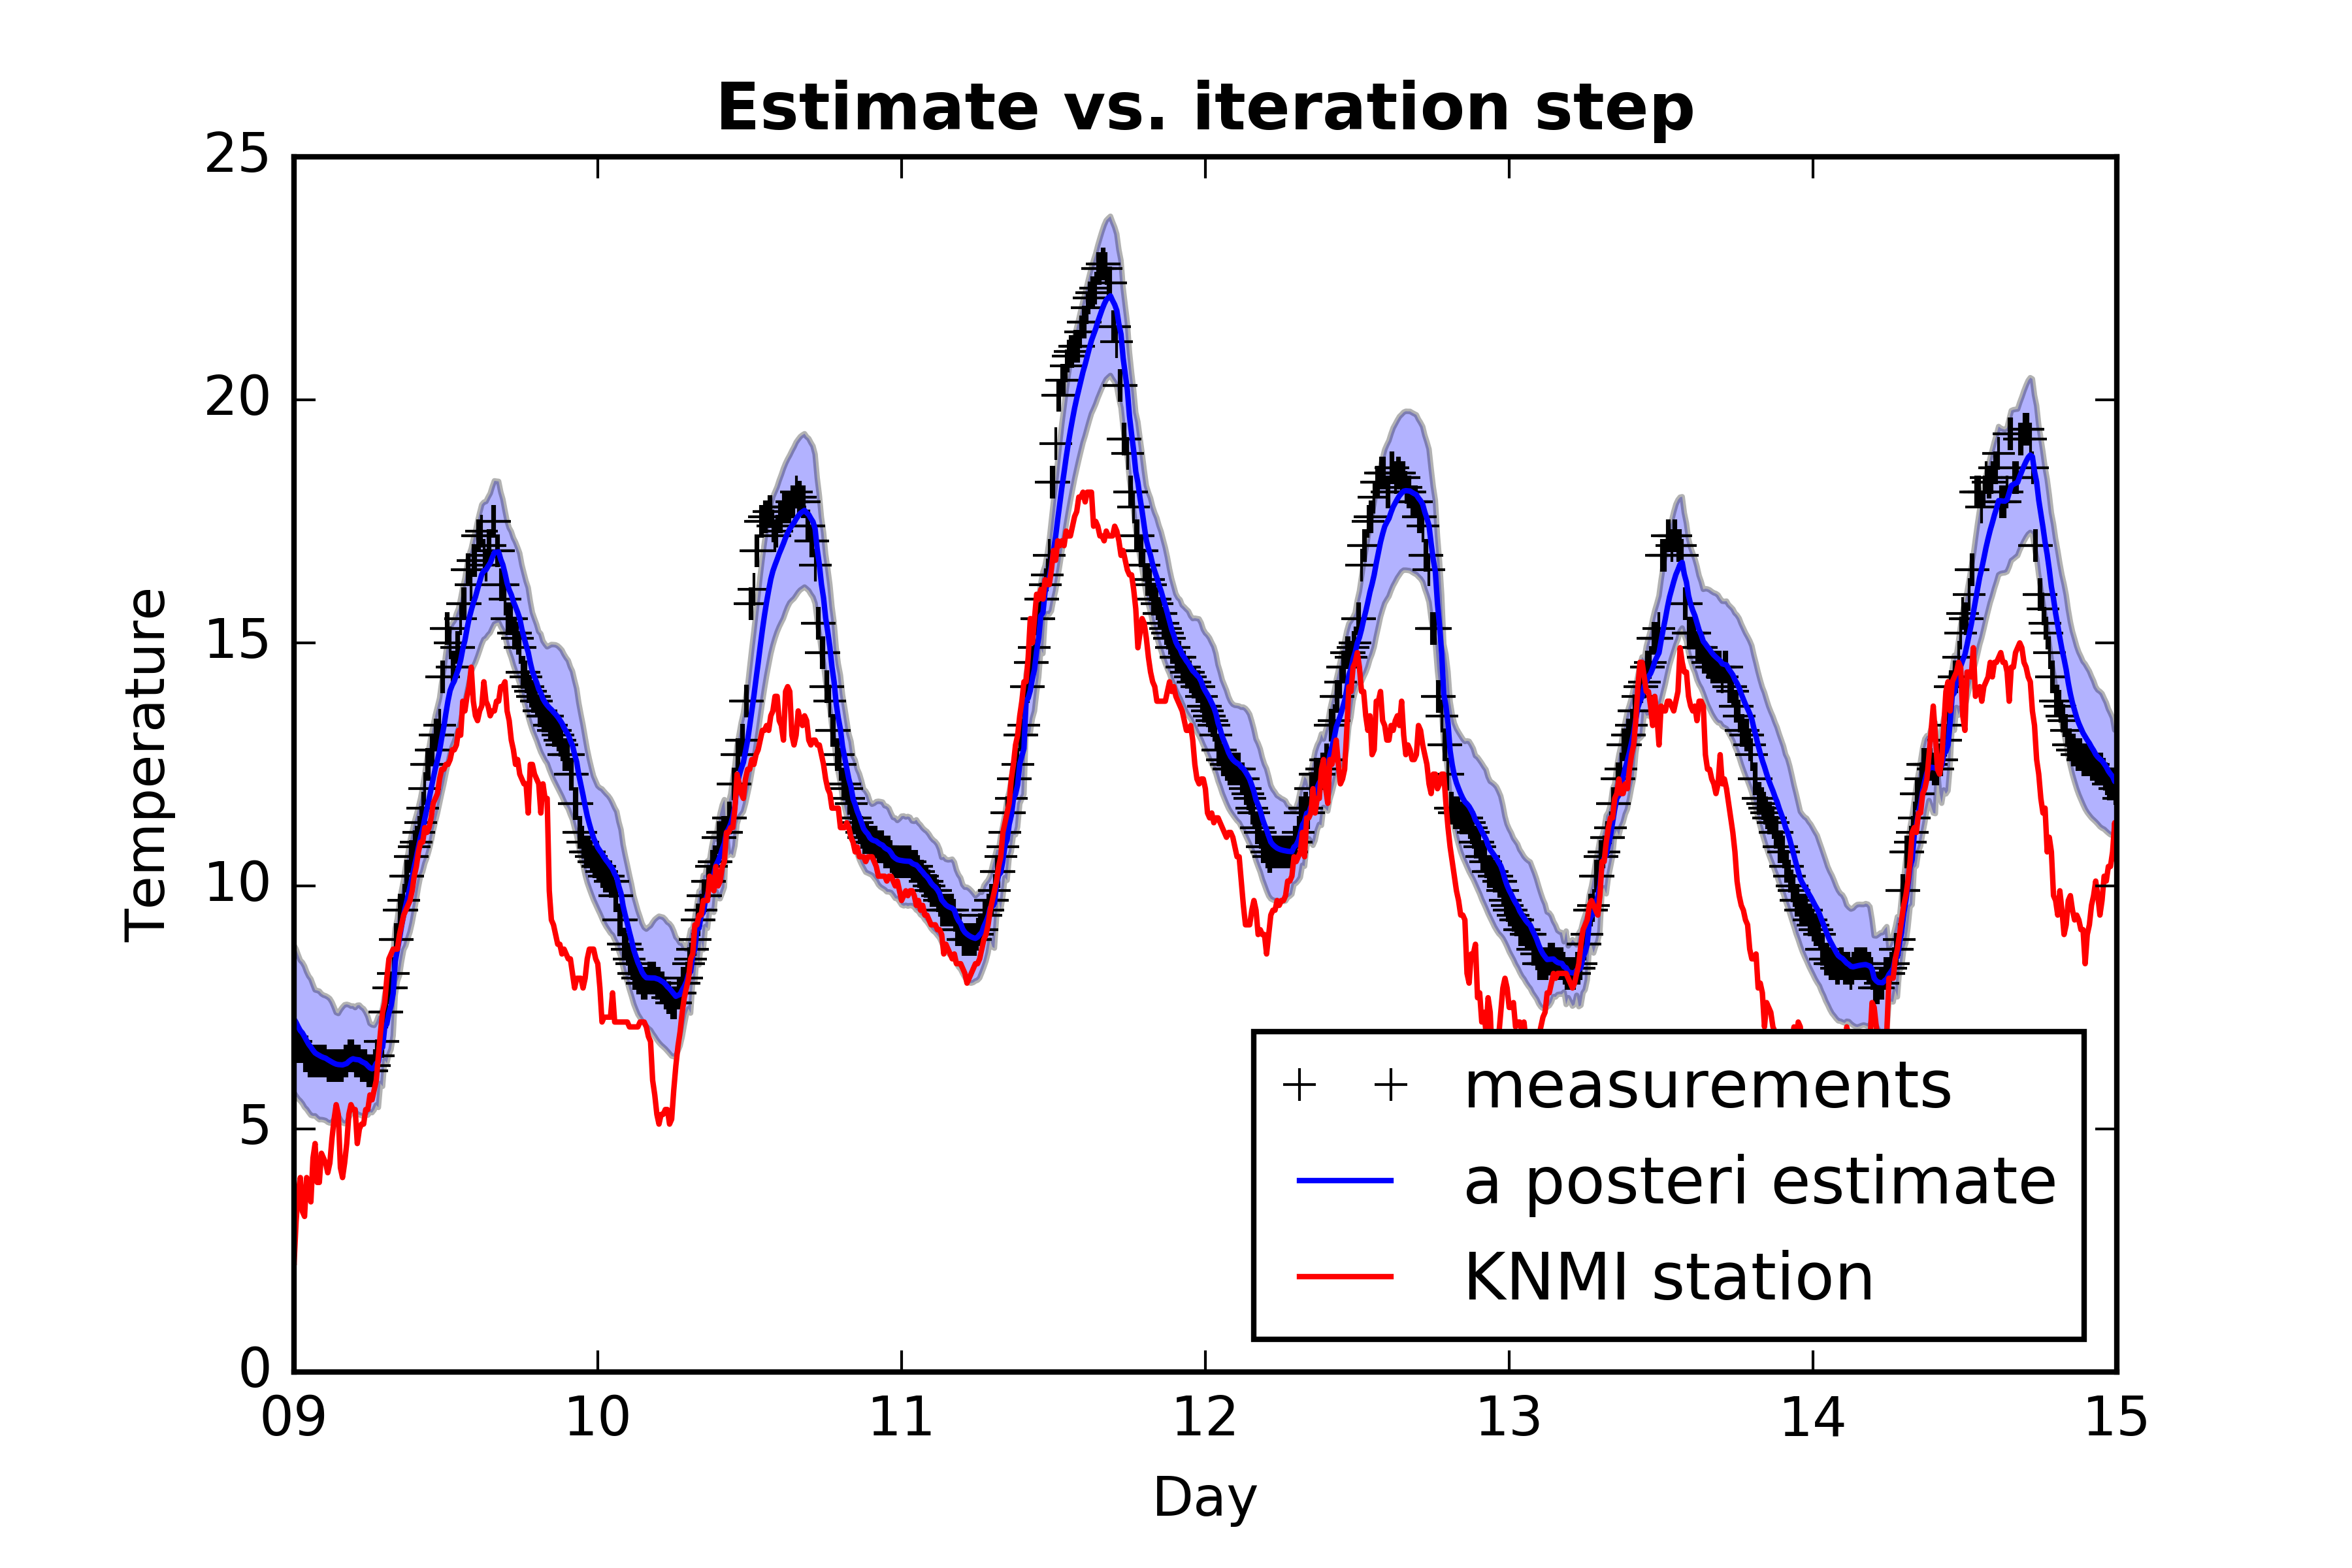 Estimate vs. iteration step
25
20
15
10
5
0
Temperature
09 10 11 12 13 14 15
Day
measurements
a posteri estimate
KNMI station